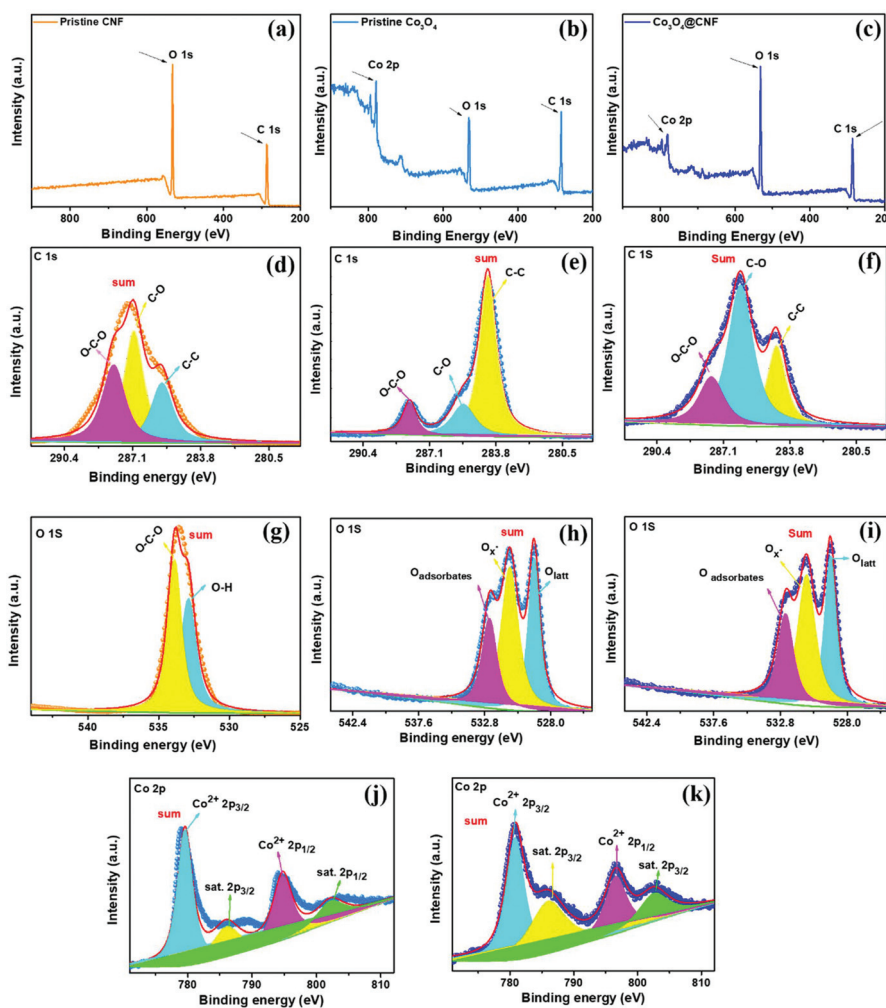 Pristine CNF
(a)
O 1s
C 1s
Intensity (a.u.)
900 600 400 200
Binding Energy (eV)
Pristine Co₃O₄
(b)
Co 2p
O 1s
C 1s
Intensity (a.u.)
900 800 600 400 200
Binding Energy (eV)
Co₃O₄@CNF
(c)
O 1s
Co 2p
C 1s
Intensity (a.u.)
800 600 400 200
Binding Energy (eV)
C 1s
(d)
sum
C-O
O-C-O
C-C
Intensity (a.u.)
290.4 287.1 283.8 280.5
Binding energy (eV)
C 1s
(e)
sum
C-C
O-C-O
C-O
Intensity (a.u.)
290.4 287.1 283.8 280.5
Binding energy (eV)
C 1S
(f)
Sum
C-O
C-C
O-C-O
Intensity (a.u.)
290.4 287.1 283.8 280.5
Binding energy (eV)
O 1S
(g)
O-C-O
sum
O-H
Intensity (a.u.)
540 535 530 525
Binding energy (eV)
O 1S
(h)
sum
Oₓ⁻
O adsorbates
O latt
Intensity (a.u.)
542.4 537.6 532.8 528.0
Binding energy (eV)
O 1S
(i)
Sum
Oₓ⁻
O adsorbates
O latt
Intensity (a.u.)
542.4 537.6 532.8 528.0
Binding energy (eV)
Co 2p
(j)
sum
Co²⁺ 2p3/2
Co²⁺ 2p1/2
sat. 2p3/2
sat. 2p1/2
Intensity (a.u.)
780 790 800 810
Binding energy (eV)
Co 2p
(k)
Co²⁺ 2p3/2
sum
Co²⁺ 2p1/2
sat. 2p3/2
sat. 2p3/2
Intensity (a.u.)
780 790 800 810
Binding energy (eV)